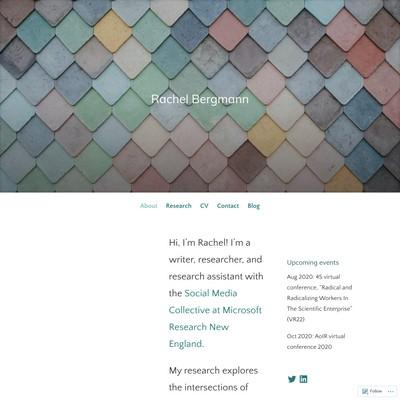 Rachel Bergmann
About Research CV Contact Blog
Hi, I'm Rachel! I'm a
writer, researcher, and
research assistant with
the Social Media
Collective at Microsoft
Research New
England.
My research explores
the intersections of
Upcoming events
Aug 2020: 4S virtual
conference, "Radical and
Radicalizing Workers In
The Scientific Enterprise"
(VR22)
Oct 2020: AoIR virtual
conference 2020
Follow